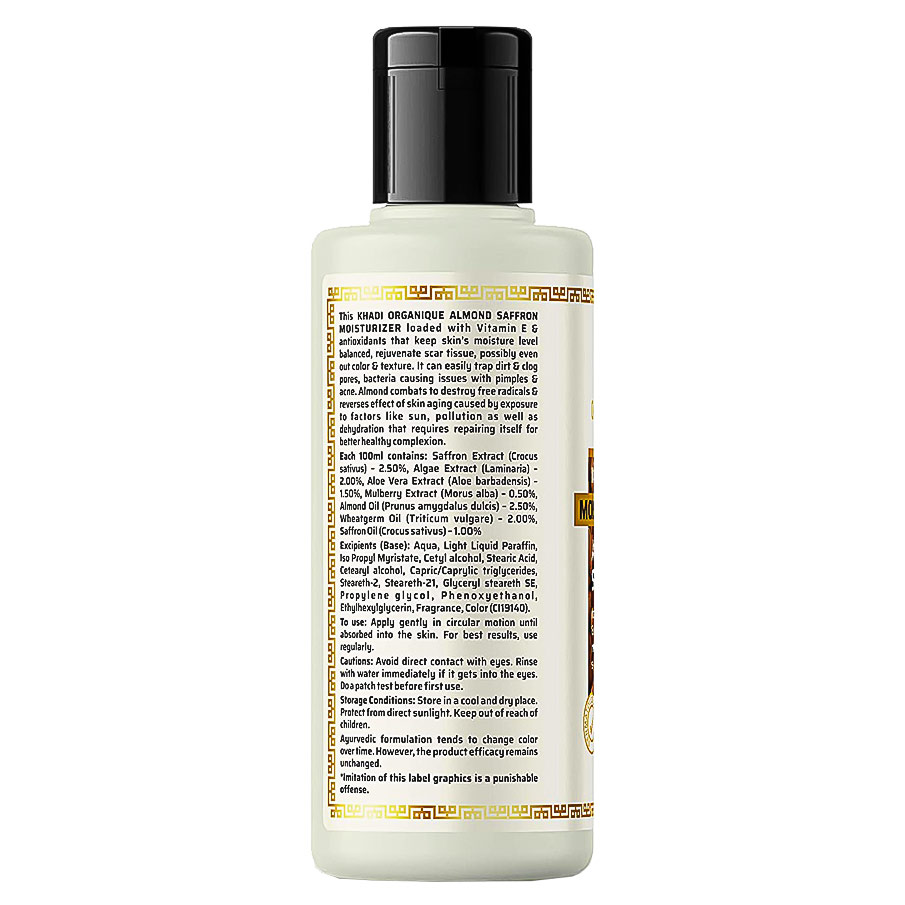 This KHADI ORGANIQUE ALMOND SAFFRON
MOISTURIZER loaded with Vitamin E &
antioxidants that keep skin's moisture level
balanced, rejuvenate scar tissue, possibly even
out color & texture. It can easily trap dirt & clog
pores, bacteria causing issues with pimples &
acne. Almond combats to destroy free radicals &
reverses effect of skin aging caused by exposure
to factors like sun, pollution as well as
dehydration that requires repairing itself for
better healthy complexion.
Each 100ml contains: Saffron Extract (Crocus
sativus) - 2.50%, Algae Extract (Laminaria) -
2.00%, Aloe Vera Extract (Aloe barbadensis) -
1.50%, Mulberry Extract (Morus alba) - 0.50%,
Almond Oil (Prunus amygdalus dulcis) - 2.50%,
Wheatgerm Oil (Triticum vulgare) - 2.00%,
Saffron Oil (Crocus sativus) - 1.00%
Excipients (Base): Aqua, Light Liquid Paraffin,
Iso Propyl Myristate, Cetyl alcohol, Stearic Acid,
Cetearyl alcohol, Capric/Caprylic triglycerides,
Steareth-2, Steareth-21, Glyceryl steareth SE,
Propylene glycol, Phenoxyethanol,
Ethylhexylglycerin, Fragrance, Color (CI19140).
To use: Apply gently in circular motion until
absorbed into the skin. For best results, use
regularly.
Cautions: Avoid direct contact with eyes. Rinse
with water immediately if it gets into the eyes.
Do a patch test before first use.
Storage Conditions: Store in a cool and dry place.
Protect from direct sunlight. Keep out of reach of
children.
Ayurvedic formulation tends to change color
over time. However, the product efficacy remains
unchanged.
*Imitation of this label graphics is a punishable
offense.